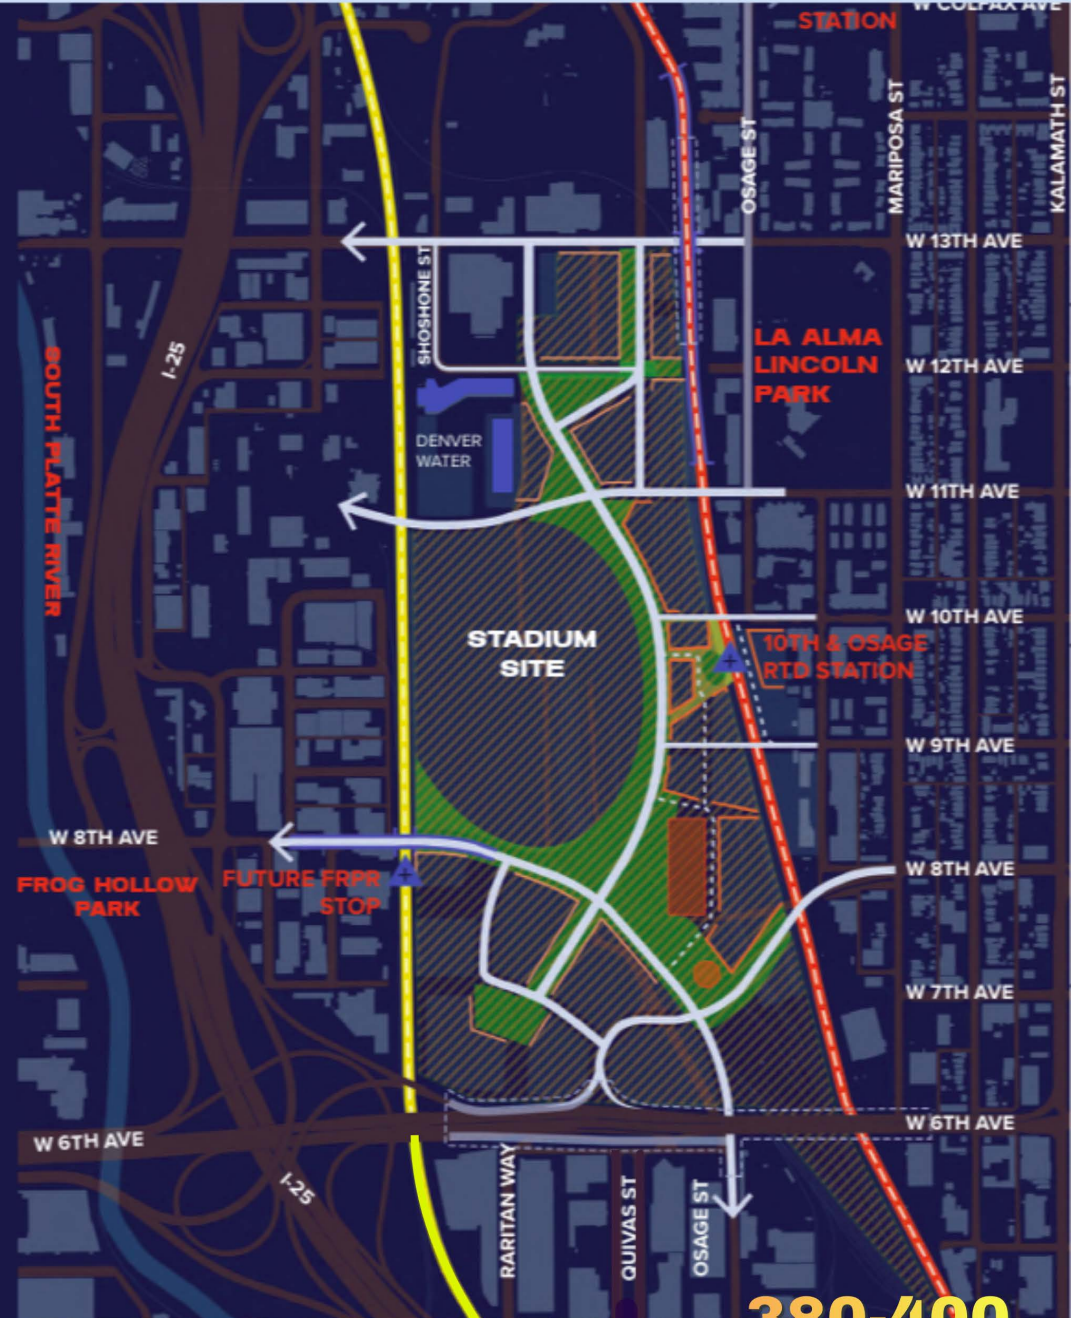 W COLFAX AVE
STATION
KALAMATH ST
MARIPOSA ST
OSAGE ST
W 13TH AVE
SHOSHONE ST
I-25
LA ALMA
LINCOLN
PARK
W 12TH AVE
SOUTH PLATTE RIVER
DENVER
WATER
W 11TH AVE
W 10TH AVE
STADIUM
SITE
10TH & OSAGE
RTD STATION
W 9TH AVE
W 8TH AVE
W 8TH AVE
FROG HOLLOW
PARK
FUTURE FRPR
STOP
W 7TH AVE
W 6TH AVE
W 6TH AVE
I-25
RARITAN WAY
QUIVAS ST
OSAGE ST
380-400